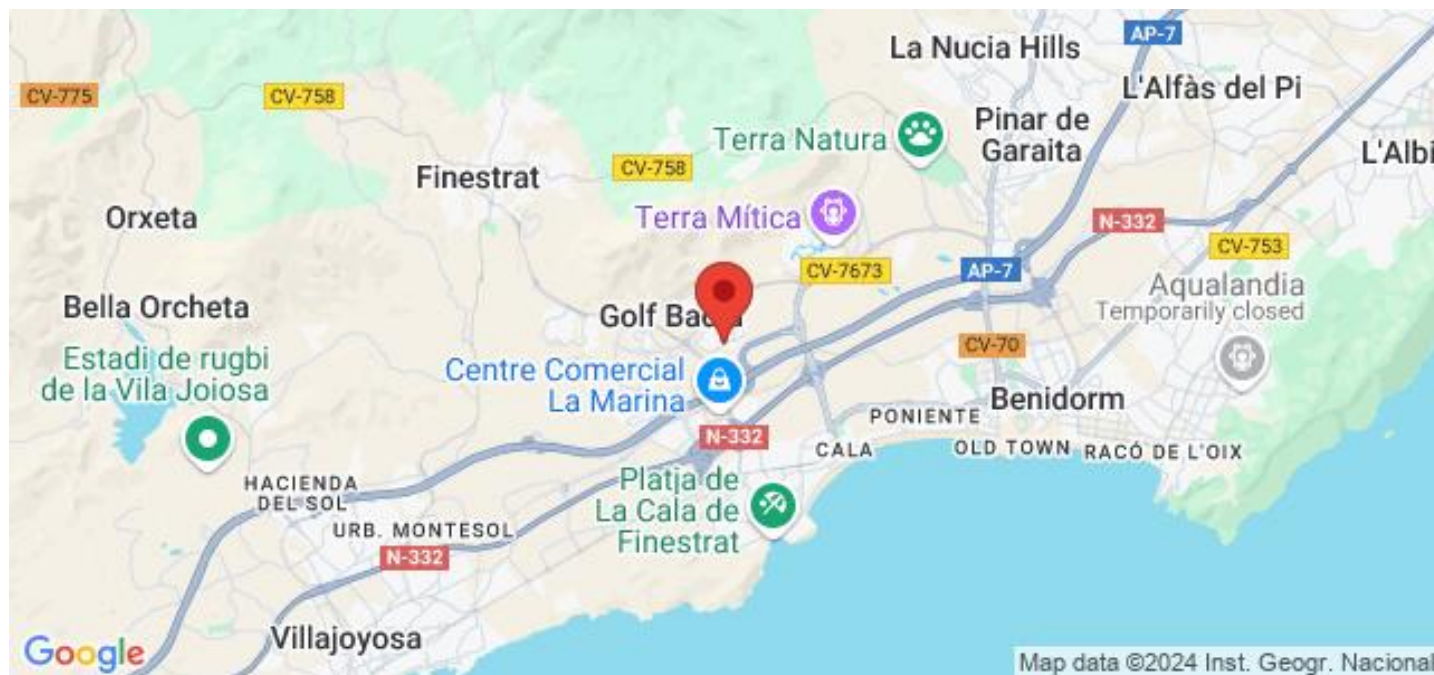 La Nucia Hills
AP-7
CV-775
CV-758
L'Alfàs del Pi
Terra Natura
Pinar de
Garaita
L'Albi
Finestrat
CV-758
Orxeta
Terra Mítica
N-332
CV-753
CV-7673
AP-7
Aqualandia
Temporarily closed
Bella Orcheta
Golf
CV-70
Estadi de rugbi
de la Vila Joiosa
Centre Comercial
La Marina
Benidorm
PONIENTE
N-332
CALA
OLD TOWN
RACÓ DE L'OIX
HACIENDA
DEL SOL
Platja de
La Cala de
Finestrat
URB. MONTESOL
N-332
Villajoyosa
Google
Map data ©2024 Inst. Geogr. Nacional